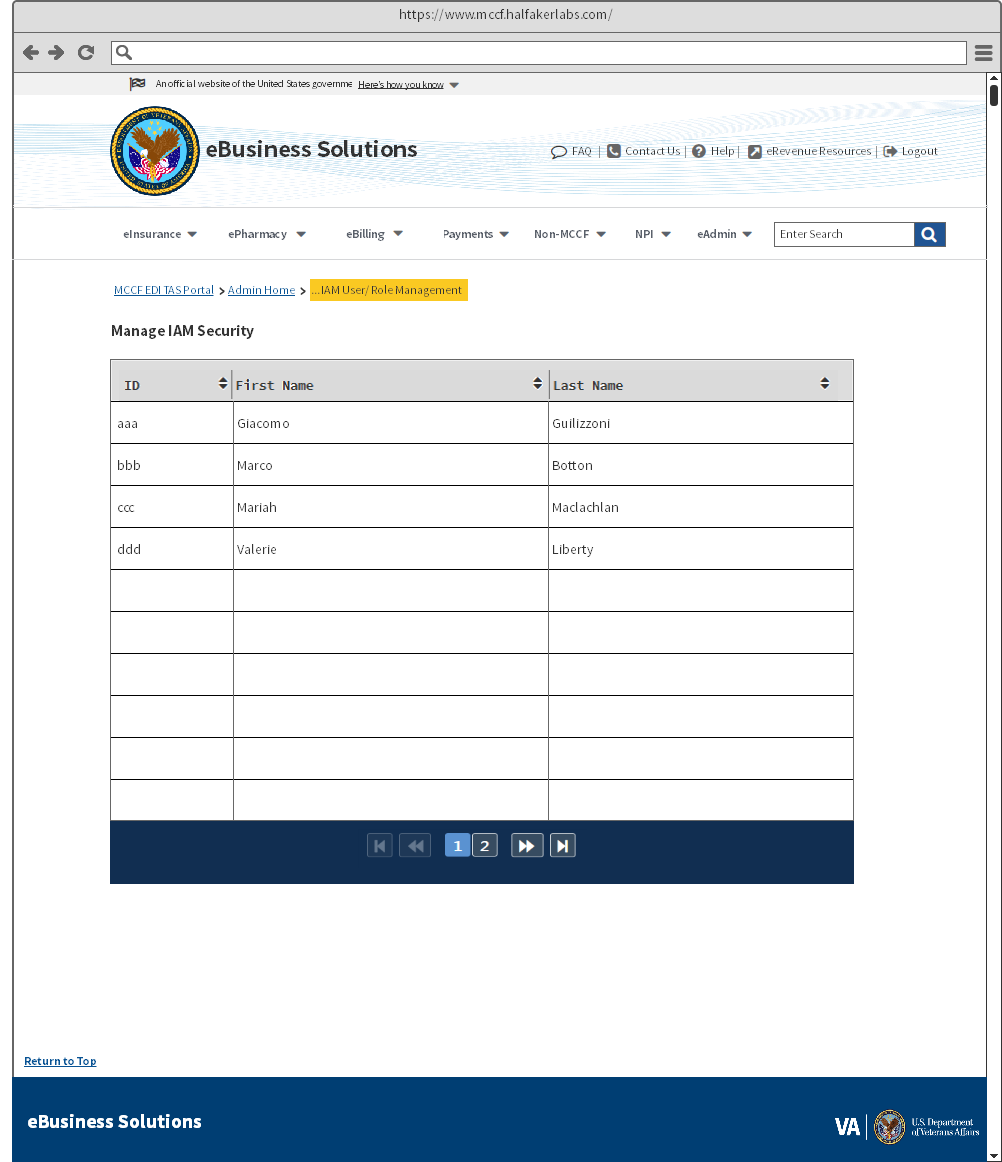 https://www.mccf.halfakerlabs.com/
An official website of the United States governme Here's how you know
eBusiness Solutions
FAQ | Contact Us | Help | eRevenue Resources | Logout
eInsurance ePharmacy eBilling Payments Non-MCCF NPI eAdmin Enter Search
MCCF EDI TAS Portal > Admin Home > ...IAM User/ Role Management
Manage IAM Security
ID First Name Last Name
aaa Giacomo Guilizzoni
bbb Marco Botton
ccc Mariah Maclachlan
ddd Valerie Liberty
1 2
Return to Top
eBusiness Solutions
VA | U.S. Department
of Veterans Affairs